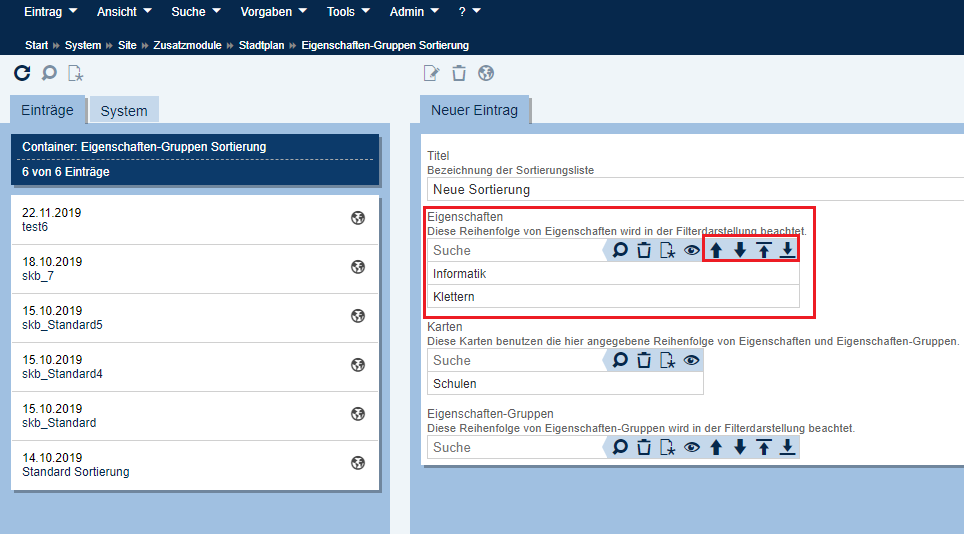 Eintrag Ansicht Suche Vorgaben Tools Admin ?
Start » System » Site » Zusatzmodule » Stadtplan » Eigenschaften-Gruppen Sortierung
Einträge System
Container: Eigenschaften-Gruppen Sortierung
6 von 6 Einträge
22.11.2019
test6
18.10.2019
skb_7
15.10.2019
skb_Standard5
15.10.2019
skb_Standard4
15.10.2019
skb_Standard
14.10.2019
Standard Sortierung
Neuer Eintrag
Titel
Bezeichnung der Sortierungsliste
Neue Sortierung
Eigenschaften
Diese Reihenfolge von Eigenschaften wird in der Filterdarstellung beachtet.
Suche
Informatik
Klettern
Karten
Diese Karten benutzen die hier angegebene Reihenfolge von Eigenschaften und Eigenschaften-Gruppen.
Suche
Schulen
Eigenschaften-Gruppen
Diese Reihenfolge von Eigenschaften-Gruppen wird in der Filterdarstellung beachtet.
Suche